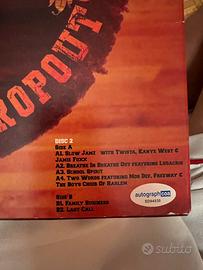 ROPOUT
DISC 2
SIDE A
A1. SLOW JAMZ WITH TWISTA, KANYE WEST &
JAMIE FOXX
A2. BREATHE IN BREATHE OUT FEATURING LUDACRIS
A3. SCHOOL SPIRIT
A4. TWO WORDS FEATURING MOS DEF, FREEWAY &
THE BOYS CHOIR OF HARLEM
SIDE B
B1. FAMILY BUSINESS
B2. LAST CALL
autographcoa
subito